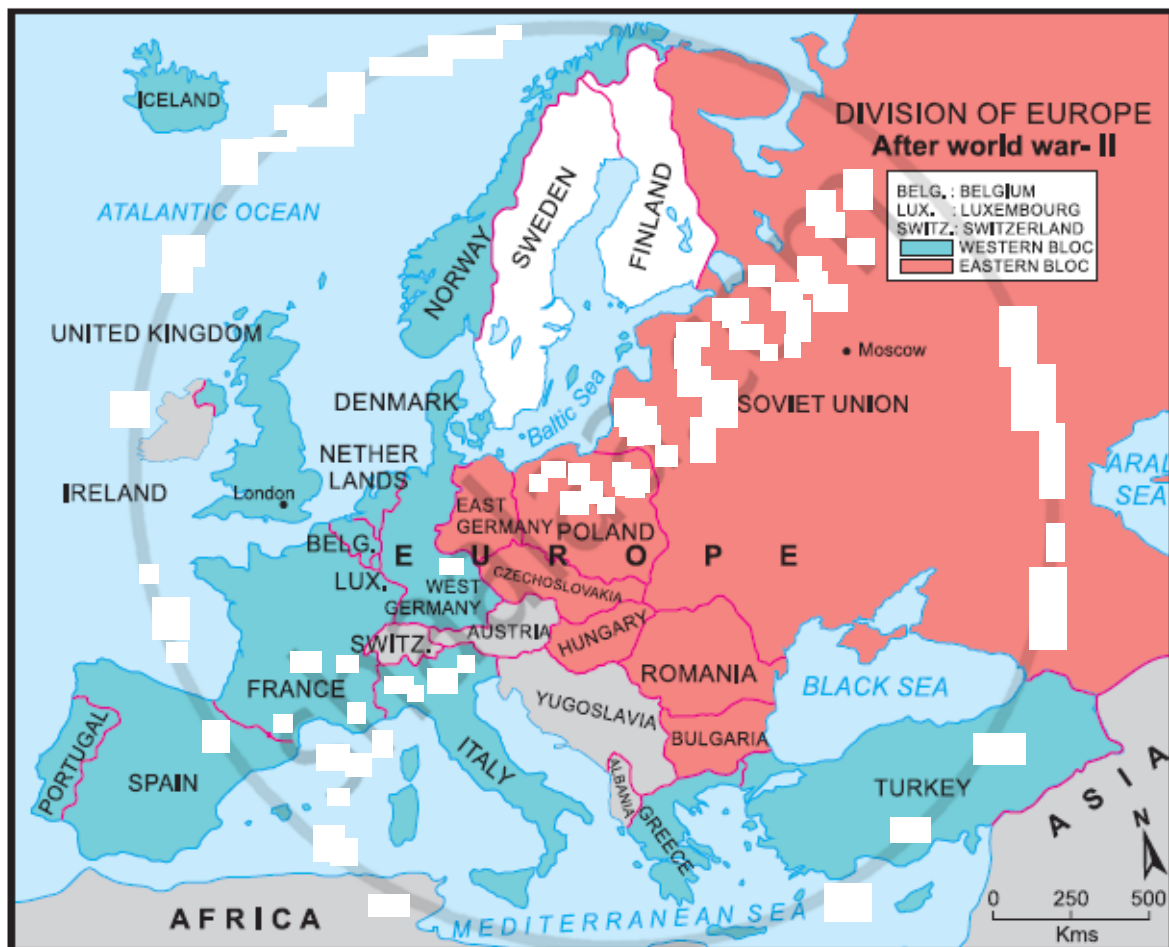 ICELAND
DIVISION OF EUROPE
After world war- II
BELG. : BELGIUM
LUX. : LUXEMBOURG
SWITZ.: SWITZERLAND
WESTERN BLOC
EASTERN BLOC
ATALANTIC OCEAN
SWEDEN
FINLAND
NORWAY
UNITED KINGDOM
Moscow
DENMARK
SOVIET UNION
Baltic Sea
NETHER
LANDS
ARAL
SEA
IRELAND
London
EAST
GERMANY
POLAND
BELG.
EUROPE
LUX.
WEST
GERMANY
CZECHOSLOVAKIA
SWITZ.
AUSTRIA
HUNGARY
ROMANIA
FRANCE
BLACK SEA
YUGOSLAVIA
PORTUGAL
SPAIN
ITALY
BULGARIA
ALBANIA
GREECE
TURKEY
ASIA
N
AFRICA
MEDITERRANEAN SEA
0 250 500
Kms